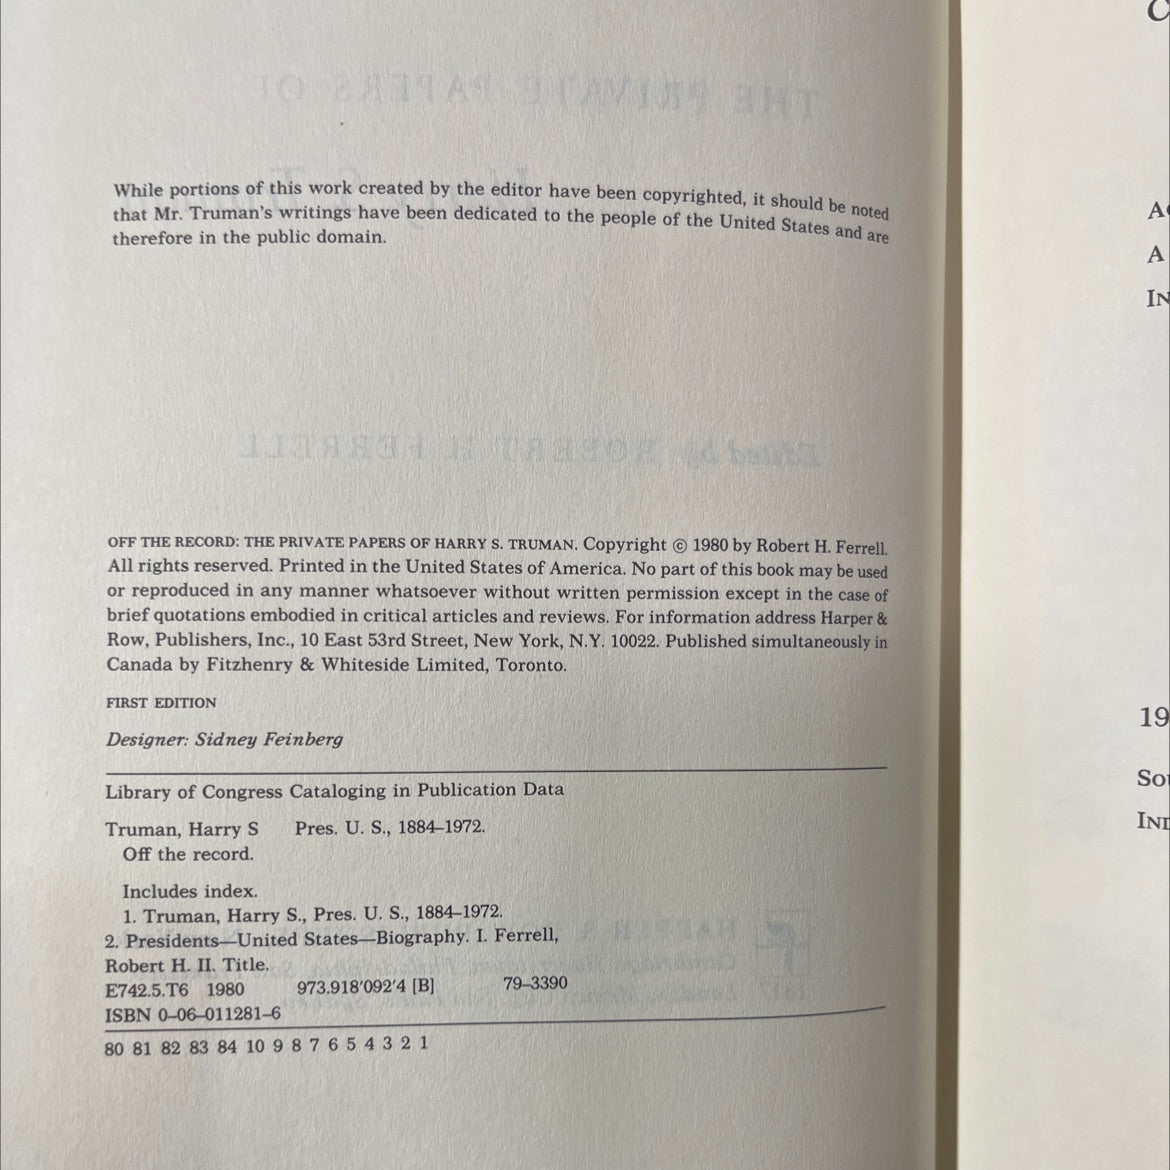 While portions of this work created by the editor have been copyrighted, it should be noted
that Mr. Truman's writings have been dedicated to the people of the United States and are
therefore in the public domain.
OFF THE RECORD: THE PRIVATE PAPERS OF HARRY S. TRUMAN. Copyright © 1980 by Robert H. Ferrell.
All rights reserved. Printed in the United States of America. No part of this book may be used
or reproduced in any manner whatsoever without written permission except in the case of
brief quotations embodied in critical articles and reviews. For information address Harper &
Row, Publishers, Inc., 10 East 53rd Street, New York, N.Y. 10022. Published simultaneously in
Canada by Fitzhenry & Whiteside Limited, Toronto.
FIRST EDITION
Designer: Sidney Feinberg
Library of Congress Cataloging in Publication Data
Truman, Harry S Pres. U. S., 1884–1972.
Off the record.
Includes index.
1. Truman, Harry S., Pres. U. S., 1884–1972.
2. Presidents—United States—Biography. I. Ferrell,
Robert H. II. Title.
E742.5.T6 1980 973.918′092′4 [B] 79–3390
ISBN 0–06–011281–6
80 81 82 83 84 10 9 8 7 6 5 4 3 2 1
A
19